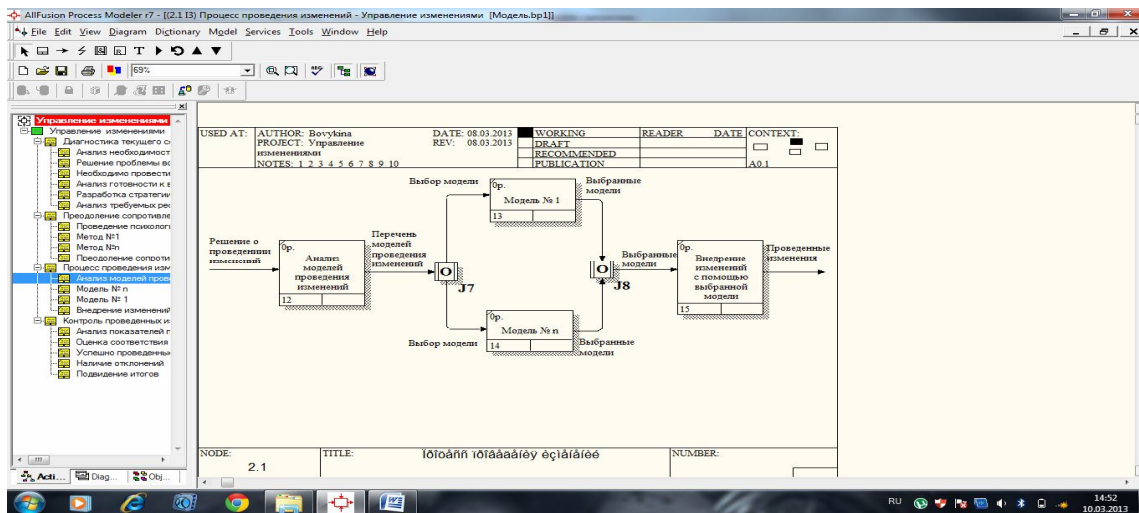 AllFusion Process Modeler r7 - [(2.1 I3) Процесс проведения изменений - Управление изменениями [Модель.bp1]]
File Edit View Diagram Dictionary Model Services Tools Window Help
69%
Управление изменениями
Управление изменениями
Диагностика текущего с
Анализ необходимост
Решение проблемы вс
Необходимо провести
Анализ готовности к
Разработка стратегии
Анализ требуемых рес
Преодоление сопротивле
Проведение психолог
Метод №1
Метод №n
Преодоление сопроти
Процесс проведения изм
Анализ моделей пров
Модель № n
Модель № 1
Внедрение изменений
Контроль проведенных и
Анализ показателей п
Оценка соответствия
Успешно проведенны
Наличие отклонений
Подвидение итогов
Acti... Diag... Obj...
USED AT:
AUTHOR: Bovykina
PROJECT: Управление
изменениями
NOTES: 1 2 3 4 5 6 7 8 9 10
DATE: 08.03.2013
REV: 08.03.2013
WORKING
DRAFT
RECOMMENDED
PUBLICATION
READER DATE
CONTEXT:
A0.1
Решение о
проведении
изменений
0р.
Анализ
моделей
проведения
изменений
12
Перечень
моделей
проведения
изменений
O
J7
Выбор модели
0р.
Модель № 1
13
Выбранные
модели
Выбор модели
0р.
Модель № n
14
Выбранные
модели
O
J8
Выбранные
модели
0р.
Внедрение
изменений
с помощью
выбранной
модели
15
Проведенные
изменения
NODE:
2.1
TITLE:
Ïðîöåññ ïðîâåäåíèÿ èçìåíåíèé
NUMBER:
RU
14:52
10.03.2013